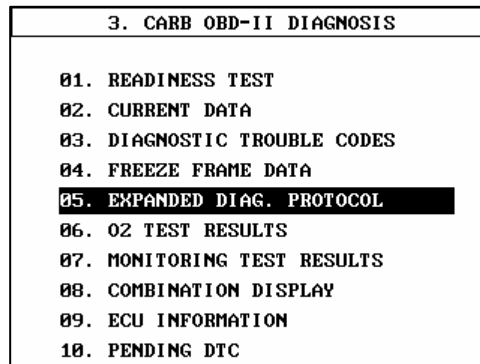 3. CARB OBD-II DIAGNOSIS
01. READINESS TEST
02. CURRENT DATA
03. DIAGNOSTIC TROUBLE CODES
04. FREEZE FRAME DATA
05. EXPANDED DIAG. PROTOCOL
06. O2 TEST RESULTS
07. MONITORING TEST RESULTS
08. COMBINATION DISPLAY
09. ECU INFORMATION
10. PENDING DTC